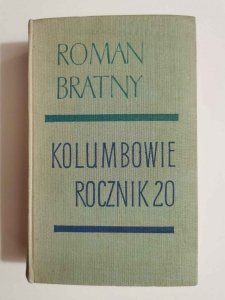 ROMAN
BRATNY
KOLUMBOWIE
ROCZNIK 20